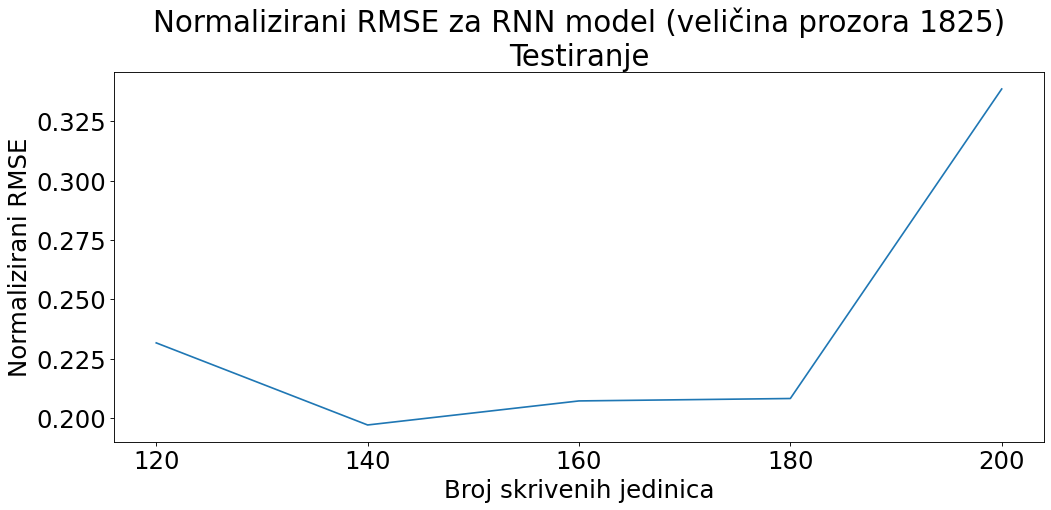 Normalizirani RMSE za RNN model (veličina prozora 1825)
Testiranje
Normalizirani RMSE
0.325
0.300
0.275
0.250
0.225
0.200
120 140 160 180 200
Broj skrivenih jedinica